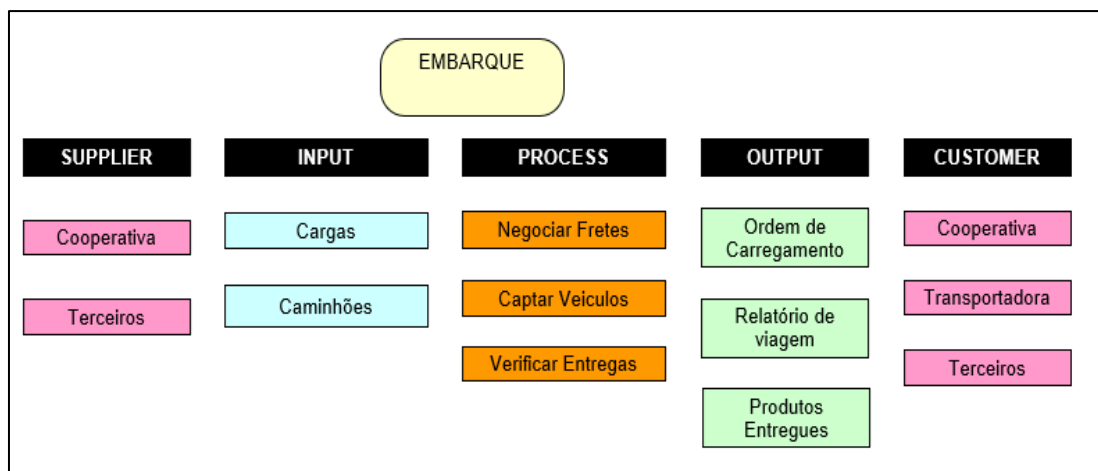 EMBARQUE
SUPPLIER
INPUT
PROCESS
OUTPUT
CUSTOMER
Cooperativa
Terceiros
Cargas
Caminhões
Negociar Fretes
Captar Veiculos
Verificar Entregas
Ordem de
Carregamento
Relatório de
viagem
Produtos
Entregues
Cooperativa
Transportadora
Terceiros